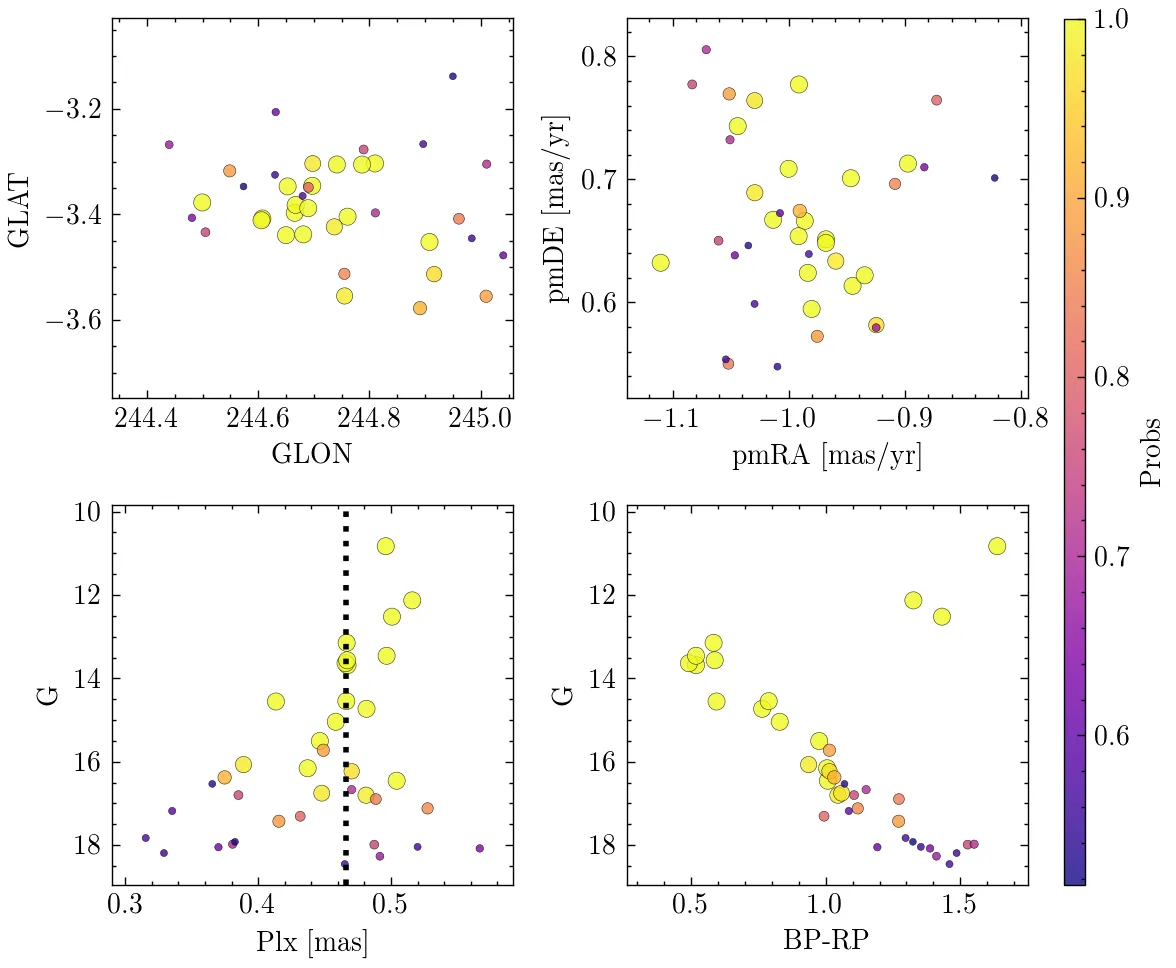 −3.2
−3.4
−3.6
GLAT
244.4 244.6 244.8 245.0
GLON
0.8
0.7
0.6
pmDE [mas/yr]
−1.1 −1.0 −0.9 −0.8
pmRA [mas/yr]
10
12
14
16
18
G
0.3 0.4 0.5
Plx [mas]
10
12
14
16
18
G
0.5 1.0 1.5
BP-RP
1.0
0.9
0.8
0.7
0.6
Probs